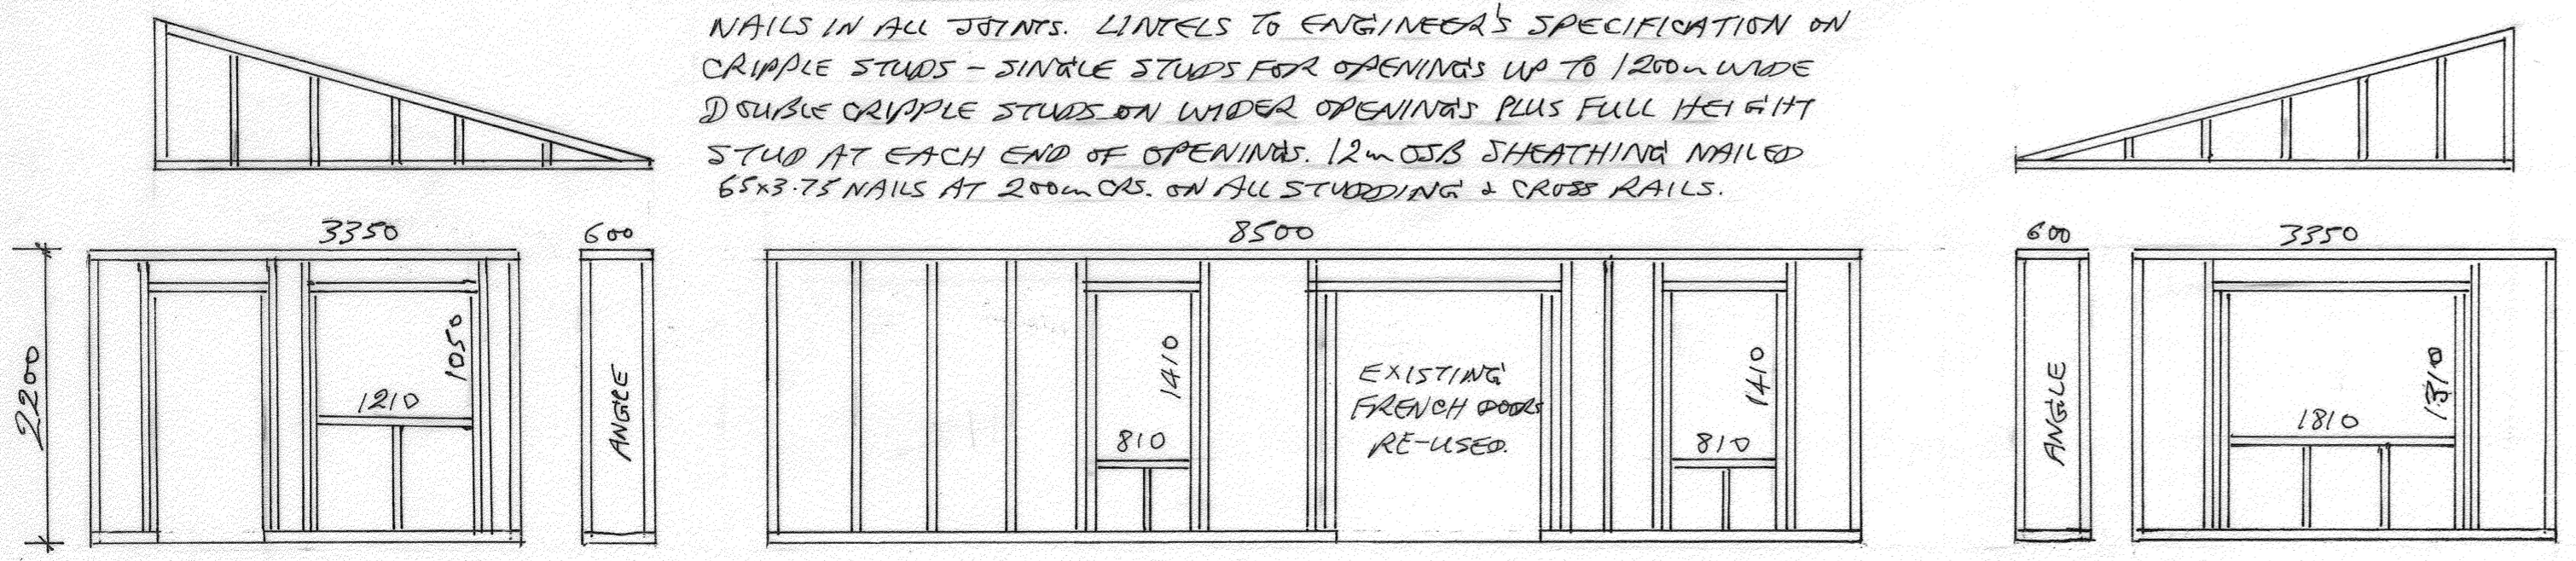 NAILS IN ALL JOINTS. LINTELS TO ENGINEER'S SPECIFICATION ON
CRIPPLE STUDS - SINGLE STUDS FOR OPENINGS UP TO 1200m WIDE
DOUBLE CRIPPLE STUDS ON WIDER OPENINGS PLUS FULL HEIGHT
STUD AT EACH END OF OPENINGS. 12m OSB SHEATHING NAILED
65x3.75 NAILS AT 200m CRS. ON ALL STUDDING & CROSS RAILS.
3350
600
8500
600
3350
2200
1050
1210
ANGLE
1410
810
EXISTING
FRENCH DOORS
RE-USED.
1410
810
ANGLE
1810
1310